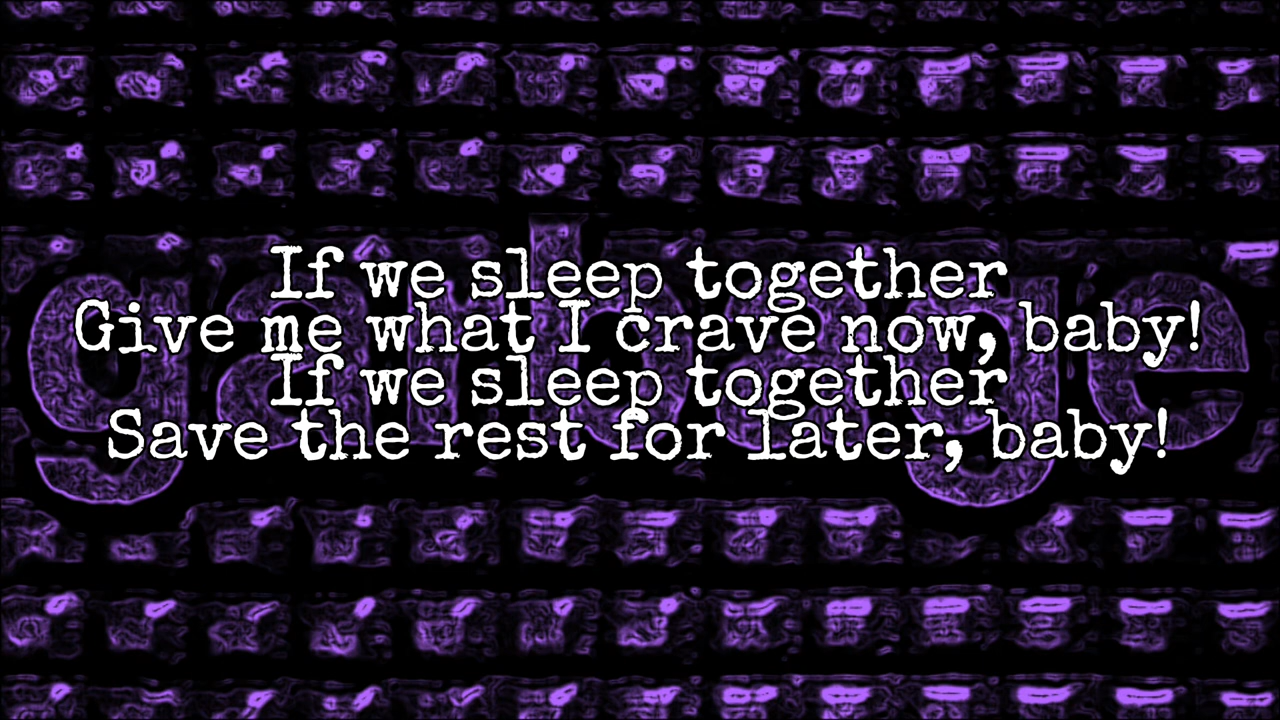 If we sleep together
Give me what I crave now, baby!
If we sleep together
Save the rest for later, baby!
garbage